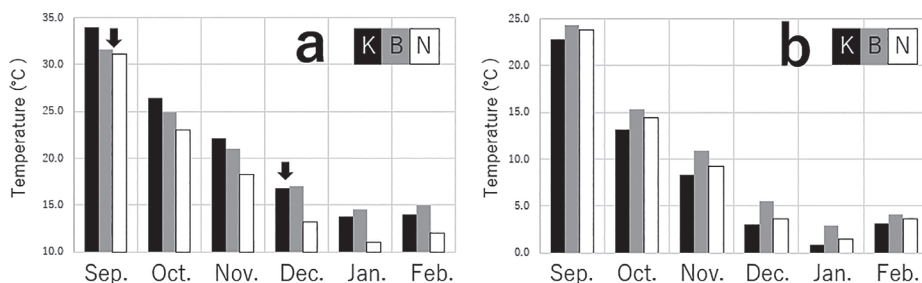 Temperature (°C)
35.0
30.0
25.0
20.0
15.0
10.0
a
K B N
Sep. Oct. Nov. Dec. Jan. Feb.
Temperature (°C)
25.0
20.0
15.0
10.0
5.0
0.0
b
K B N
Sep. Oct. Nov. Dec. Jan. Feb.